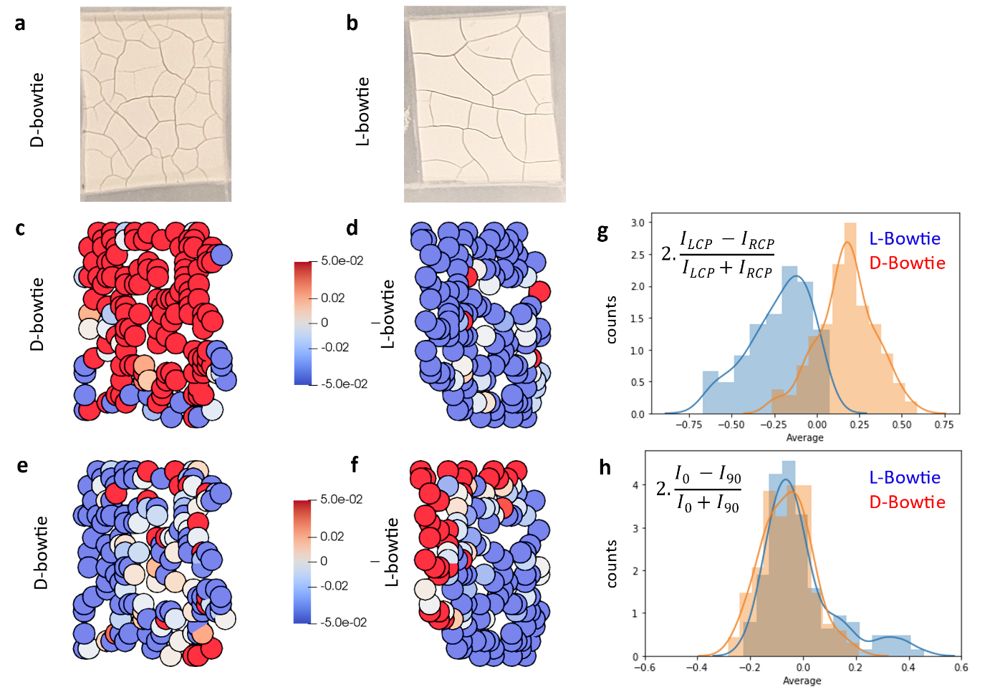 a
D-bowtie
b
L-bowtie
c
D-bowtie
5.0e-02
0.02
0
-0.02
-5.0e-02
d
L-bowtie
g
2. (I_LCP − I_RCP) / (I_LCP + I_RCP)
L-Bowtie
D-Bowtie
counts
3.0
2.5
2.0
1.5
1.0
0.5
0.0
−0.75 −0.50 −0.25 0.00 0.25 0.50 0.75
Average
e
D-bowtie
5.0e-02
0.02
0
-0.02
-5.0e-02
f
L-bowtie
h
2. (I_0 − I_90) / (I_0 + I_90)
L-Bowtie
D-Bowtie
counts
4
3
2
1
0
−0.6 −0.4 −0.2 0.0 0.2 0.4 0.6
Average